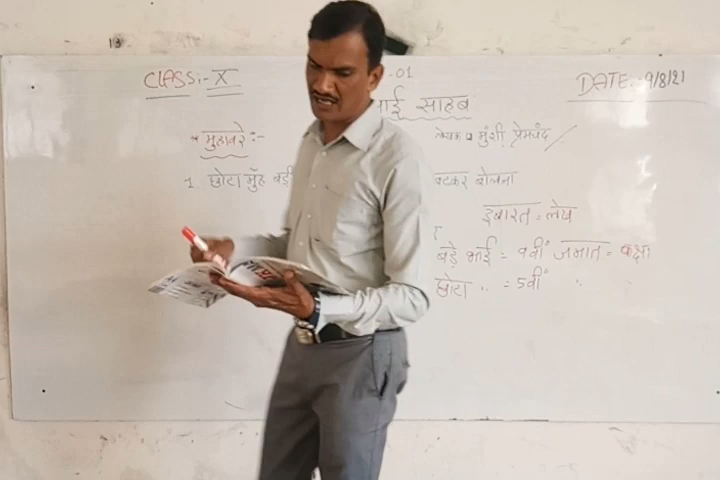 CLASS:- X
01
DATE:- 9/8/21
भाई साहब
* मुहावरे :-
लेखक मुंशी प्रेमचंद
1 छोटा मुँह बड़ी
बोलना
इबारत = लेख
बड़े भाई = 9वीं जमात = कक्षा
छोटा " = 5वीं "